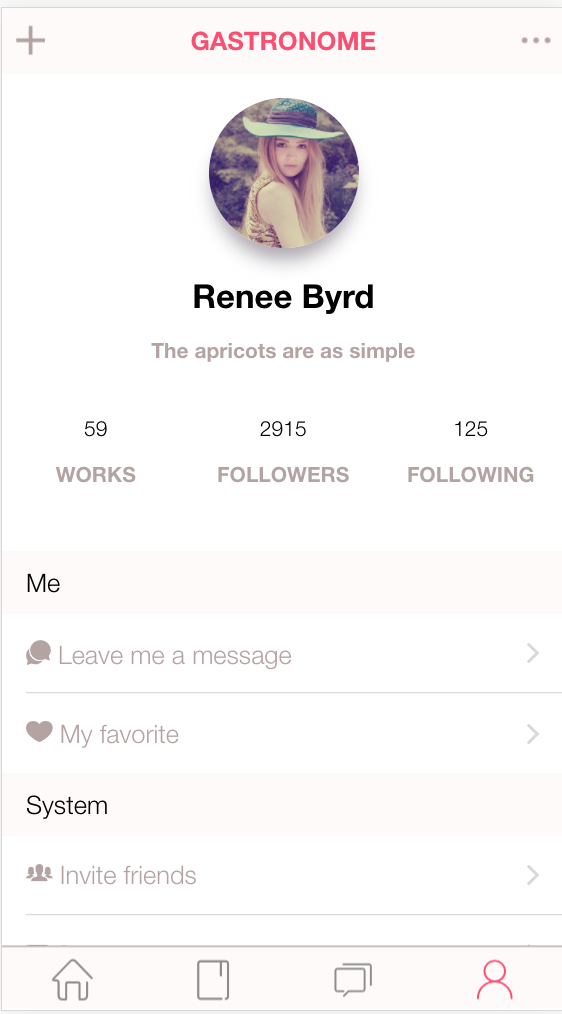 GASTRONOME
Renee Byrd
The apricots are as simple
59
2915
125
WORKS
FOLLOWERS
FOLLOWING
Me
Leave me a message
My favorite
System
Invite friends